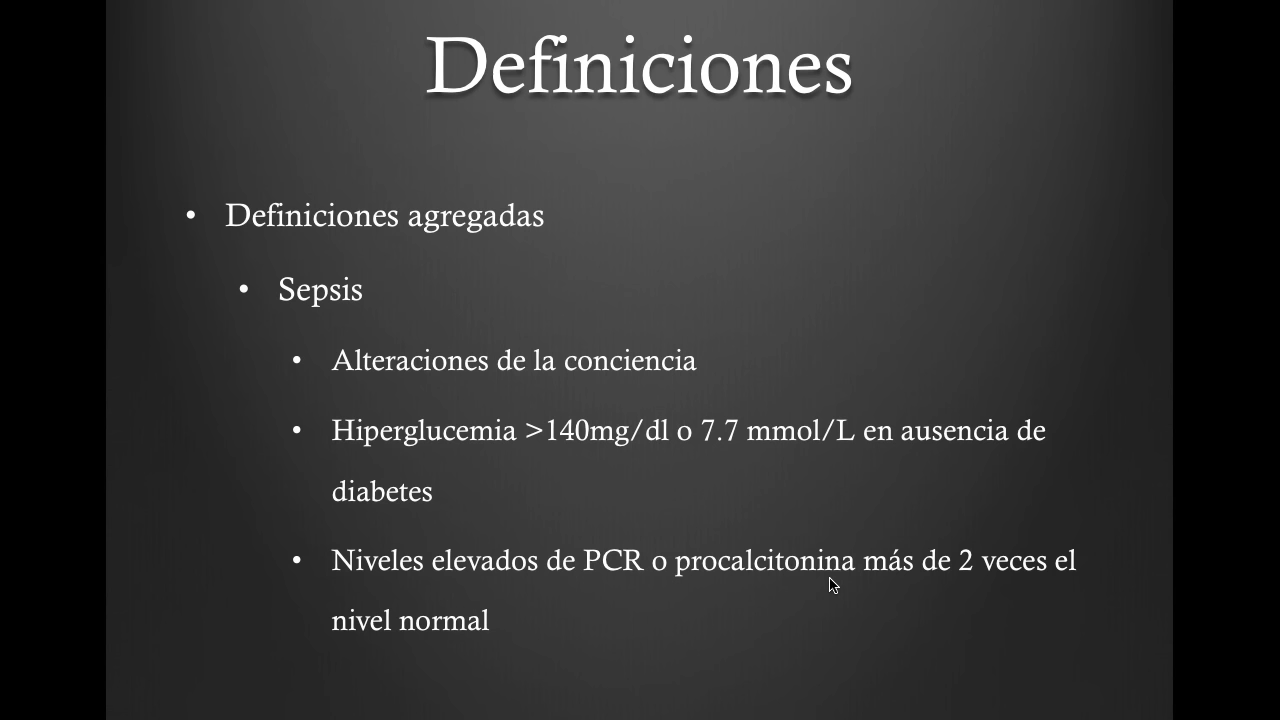 Definiciones
• Definiciones agregadas
• Sepsis
• Alteraciones de la conciencia
• Hiperglucemia >140mg/dl o 7.7 mmol/L en ausencia de
diabetes
• Niveles elevados de PCR o procalcitonina más de 2 veces el
nivel normal